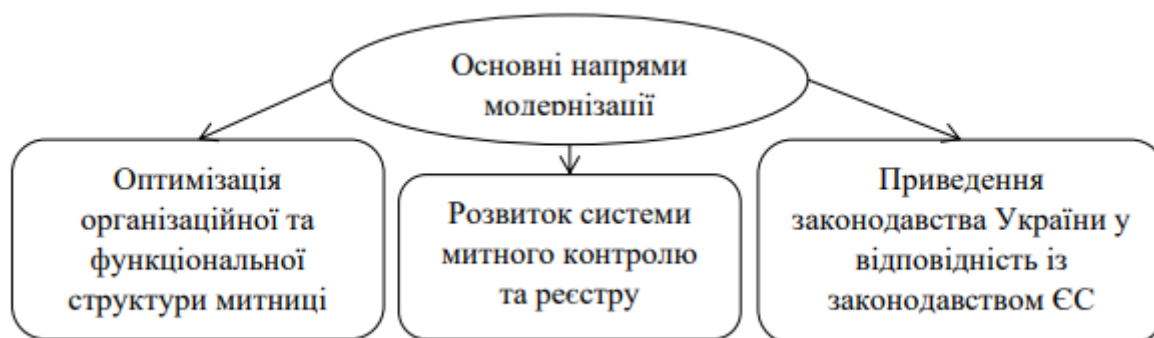 Основні напрями
модернізації
Оптимізація
організаційної та
функціональної
структури митниці
Розвиток системи
митного контролю
та реєстру
Приведення
законодавства України у
відповідність із
законодавством ЄС